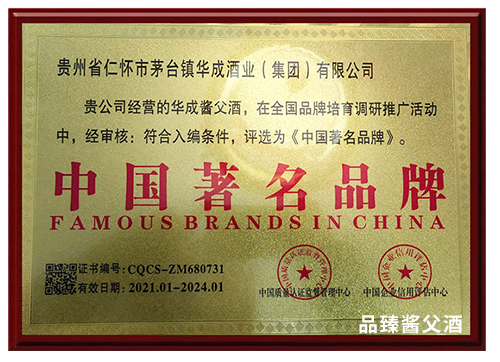 贵州省仁怀市茅台镇华成酒业（集团）有限公司
贵公司经营的华成酱父酒，在全国品牌培育调研推广活动
中，经审核：符合入编条件，评选为《中国著名品牌》。
中国著名品牌
FAMOUS BRANDS IN CHINA
证书编号：CQCS-ZM680731
有效日期：2021.01-2024.01
中国质量认证监督管理中心
中国企业信用评估中心
品臻酱父酒